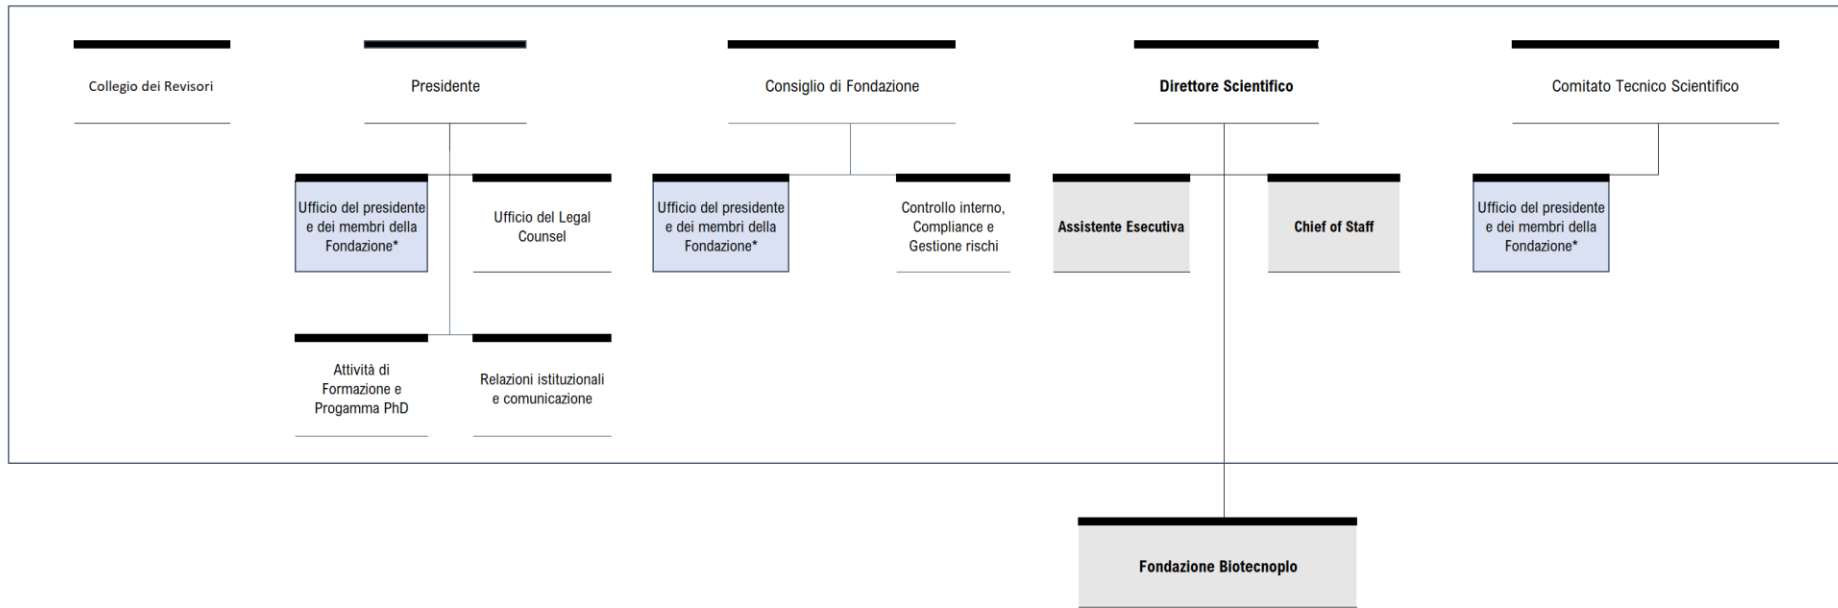 Collegio dei Revisori
Presidente
Consiglio di Fondazione
Direttore Scientifico
Comitato Tecnico Scientifico
Ufficio del presidente
e dei membri della
Fondazione*
Ufficio del Legal
Counsel
Ufficio del presidente
e dei membri della
Fondazione*
Controllo interno,
Compliance e
Gestione rischi
Assistente Esecutiva
Chief of Staff
Ufficio del presidente
e dei membri della
Fondazione*
Attività di
Formazione e
Progamma PhD
Relazioni istituzionali
e comunicazione
Fondazione Biotecnoplo